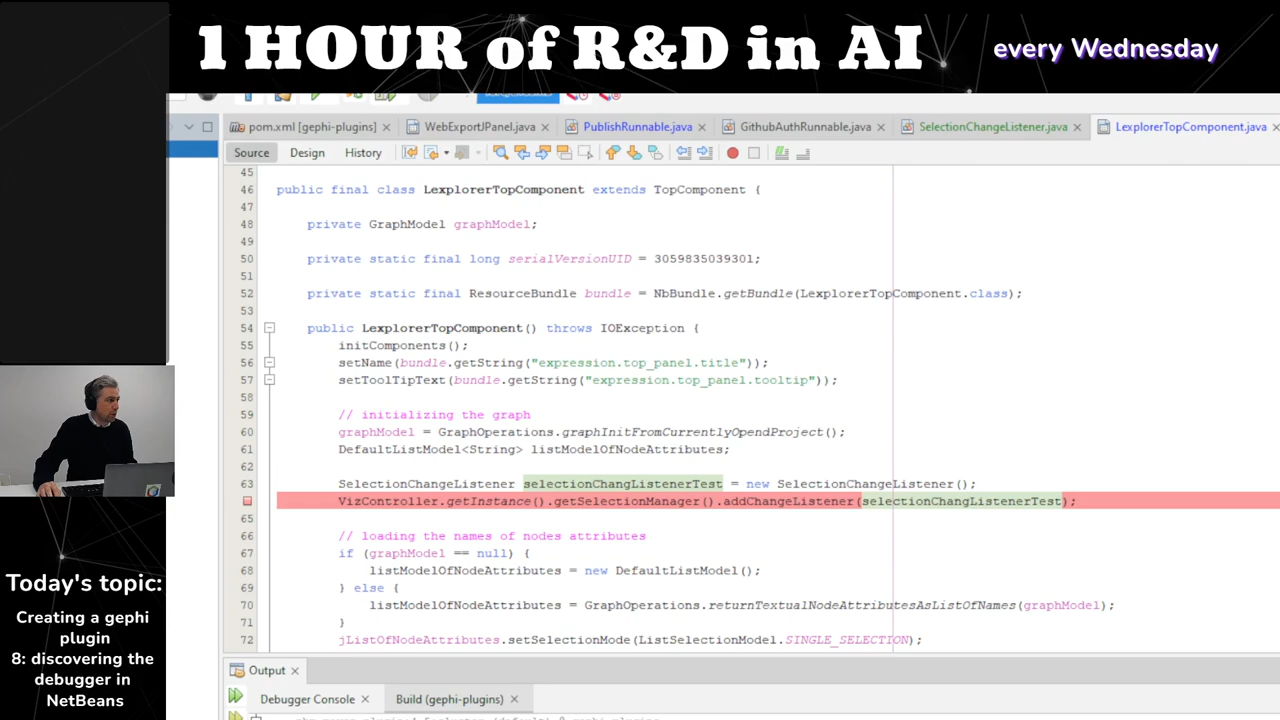 1 HOUR of R&D in AI
every Wednesday
pom.xml [gephi-plugins]
WebExportJPanel.java
PublishRunnable.java
GithubAuthRunnable.java
SelectionChangeListener.java
LexplorerTopComponent.java
Source
Design
History
45
46 public final class LexplorerTopComponent extends TopComponent {
47
48 private GraphModel graphModel;
49
50 private static final long serialVersionUID = 3059835039301;
51
52 private static final ResourceBundle bundle = NbBundle.getBundle(LexplorerTopComponent.class);
53
54 public LexplorerTopComponent() throws IOException {
55 initComponents();
56 setName(bundle.getString("expression.top_panel.title"));
57 setToolTipText(bundle.getString("expression.top_panel.tooltip"));
58
59 // initializing the graph
60 graphModel = GraphOperations.graphInitFromCurrentlyOpendProject();
61 DefaultListModel<String> listModelOfNodeAttributes;
62
63 SelectionChangeListener selectionChangListenerTest = new SelectionChangeListener();
VizController.getInstance().getSelectionManager().addChangeListener(selectionChangListenerTest);
65
66 // loading the names of nodes attributes
67 if (graphModel == null) {
68 listModelOfNodeAttributes = new DefaultListModel();
69 } else {
70 listModelOfNodeAttributes = GraphOperations.returnTextualNodeAttributesAsListOfNames(graphModel);
71 }
72 jListOfNodeAttributes.setSelectionMode(ListSelectionModel.SINGLE_SELECTION);
Output
Debugger Console
Build (gephi-plugins)
Today's topic:
Creating a gephi
plugin
8: discovering the
debugger in
NetBeans